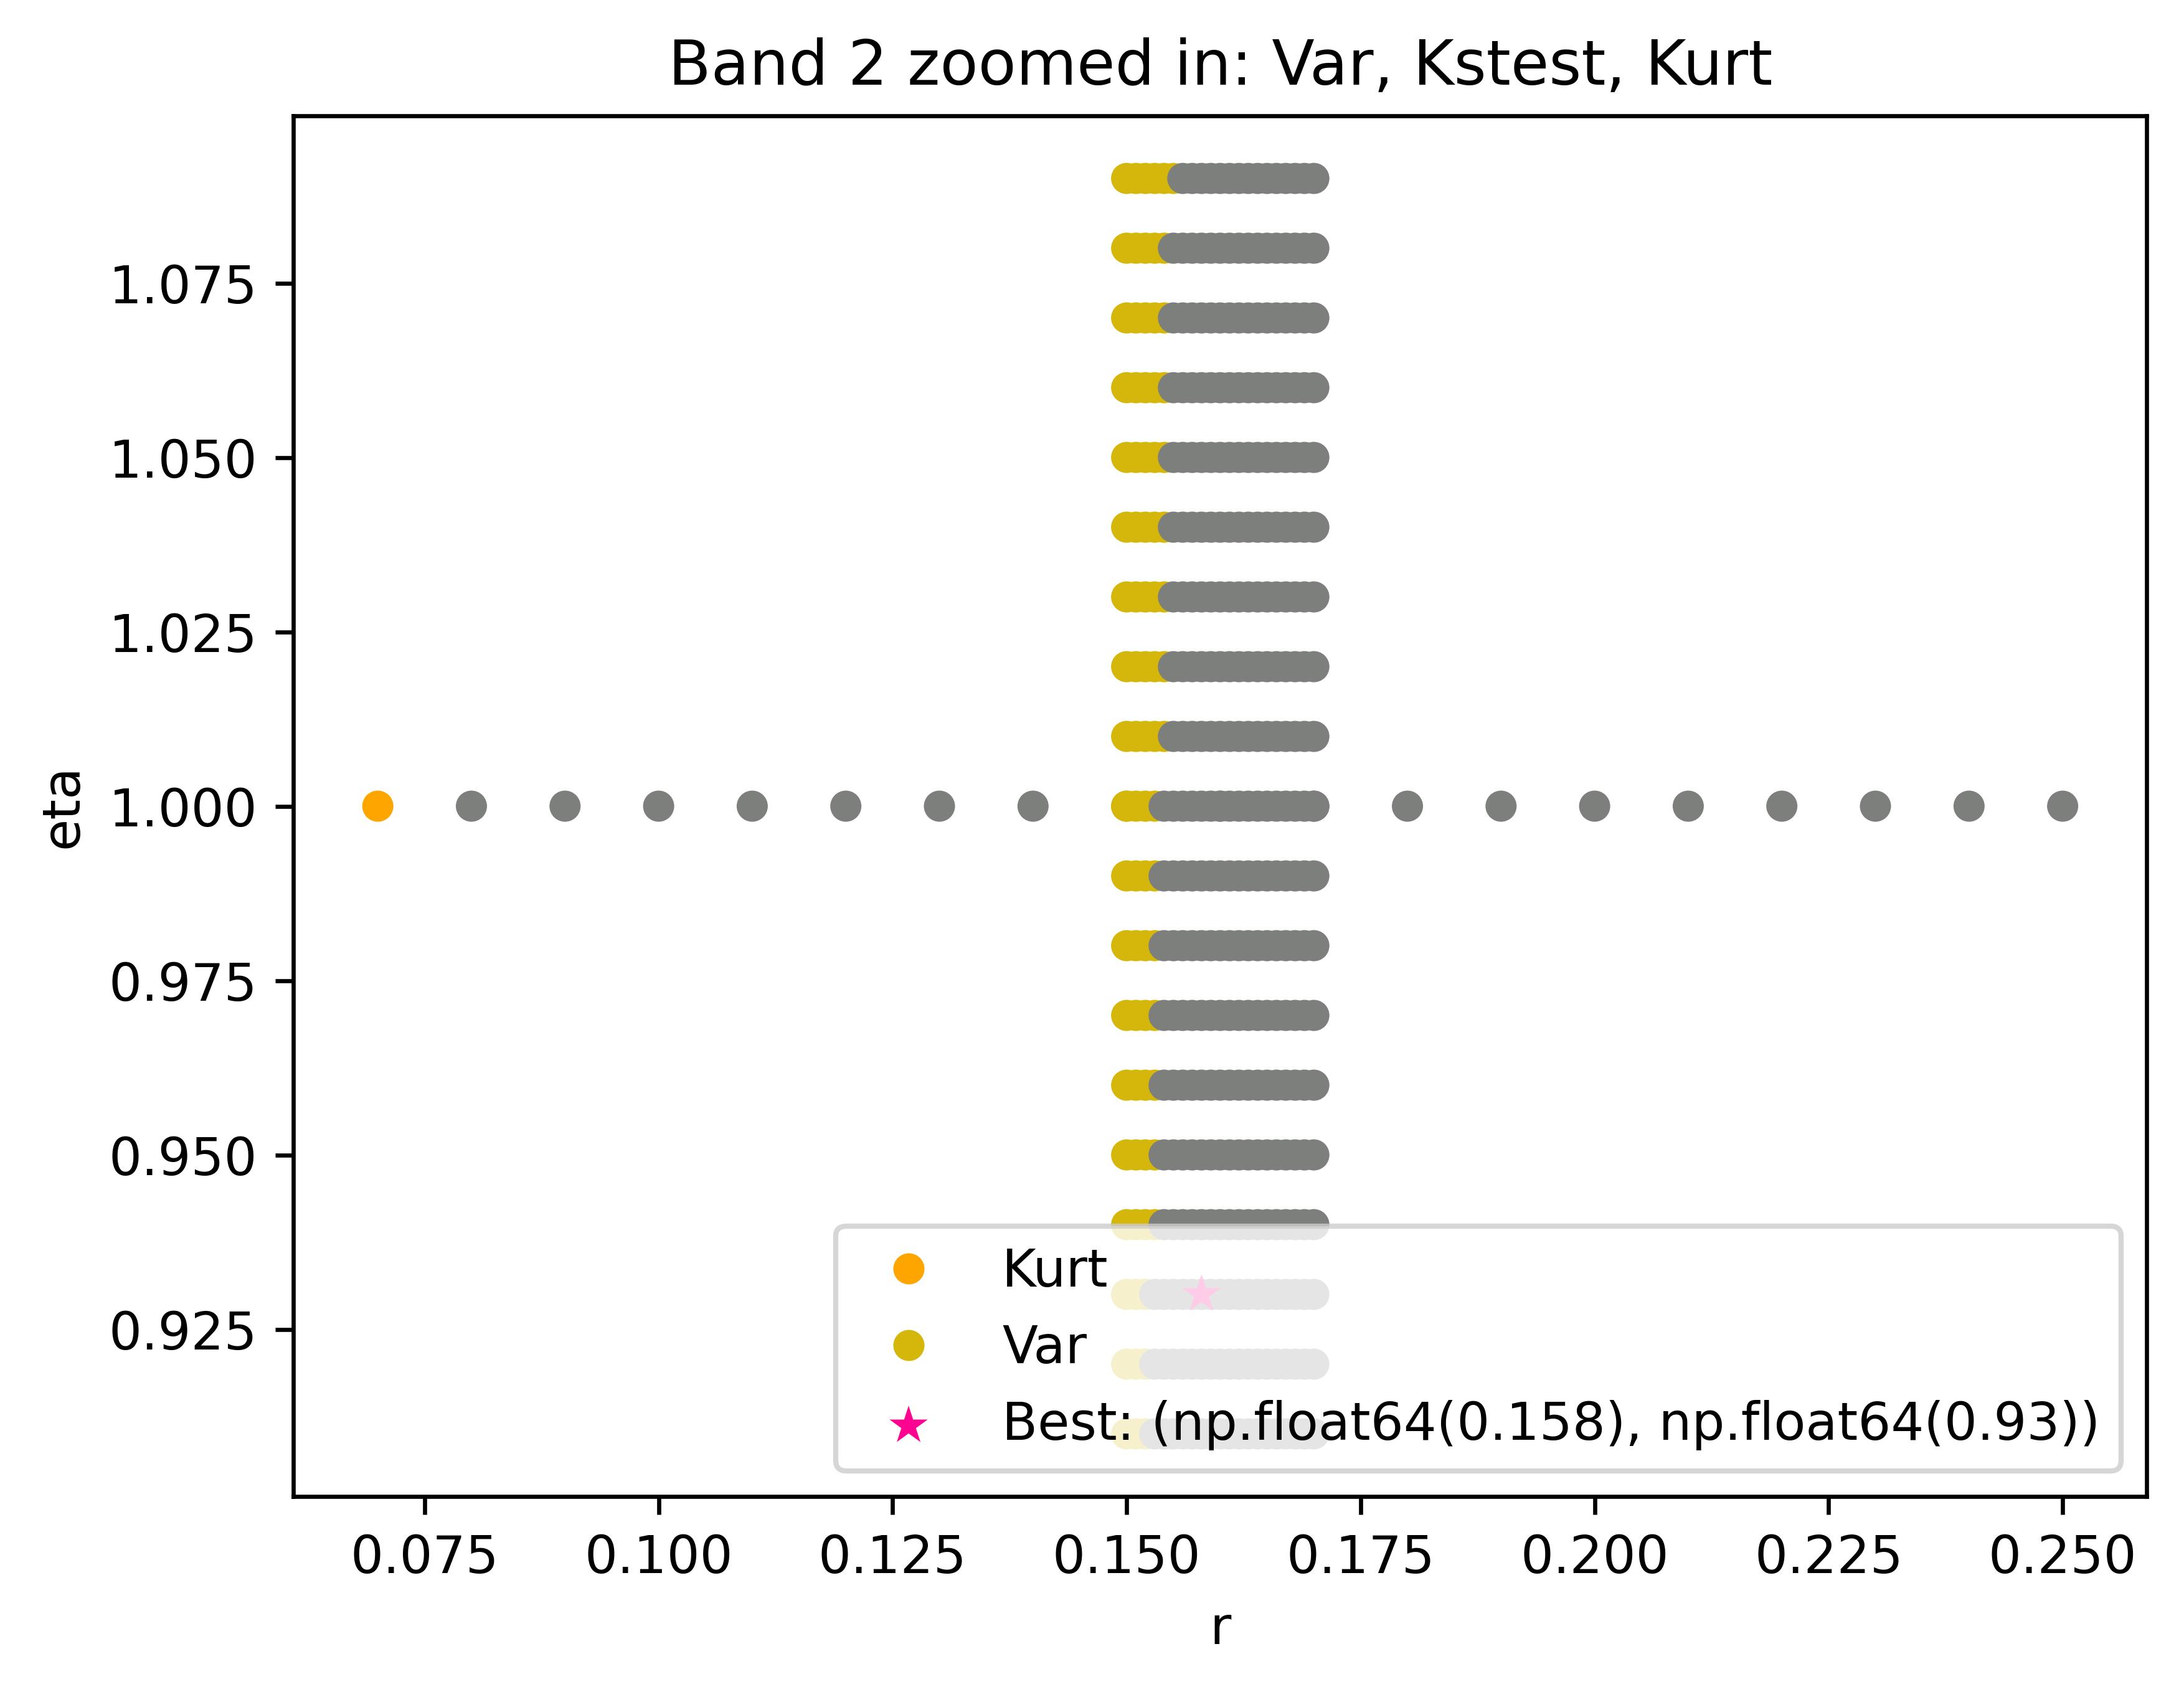 Band 2 zoomed in: Var, Kstest, Kurt
eta
1.075
1.050
1.025
1.000
0.975
0.950
0.925
Kurt
Var
Best: (np.float64(0.158), np.float64(0.93))
0.075 0.100 0.125 0.150 0.175 0.200 0.225 0.250
r